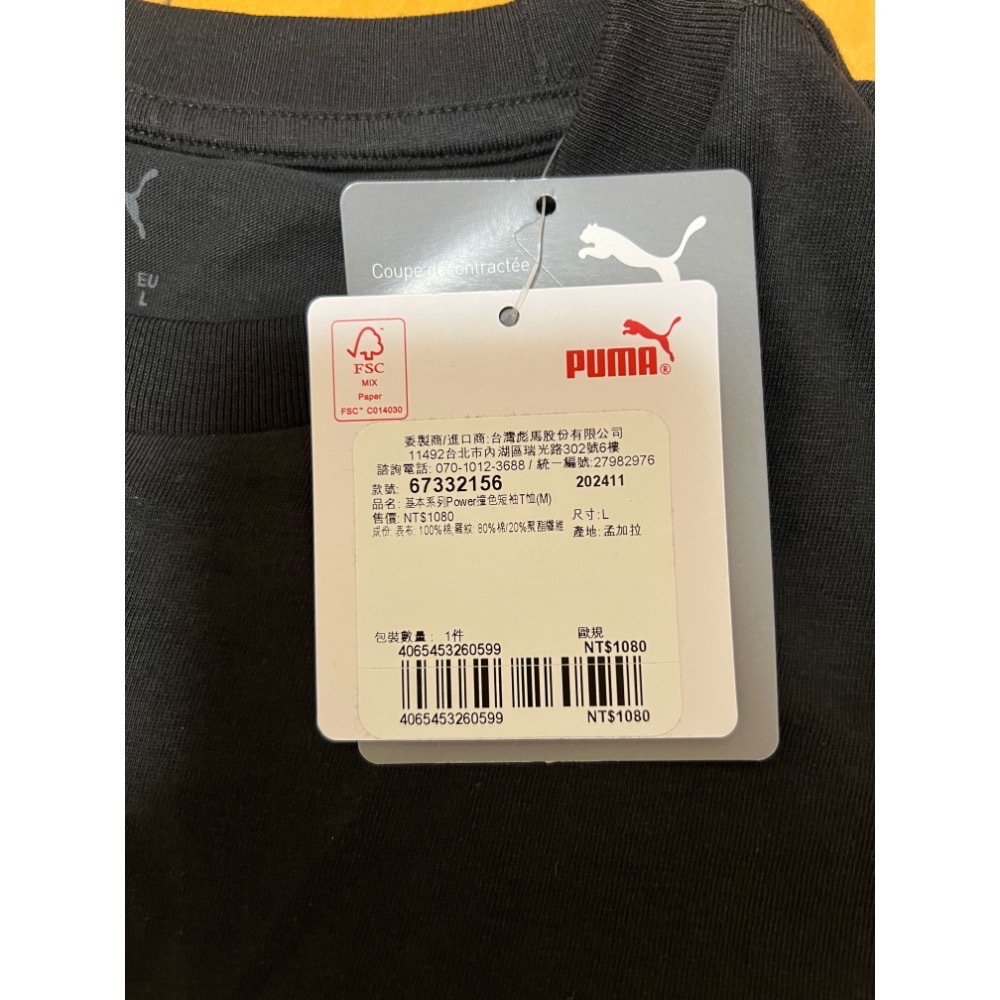 EU
L
Coupe décontractée
FSC
MIX
Paper
FSC™ C014030
PUMA®
委製商/進口商:台灣彪馬股份有限公司
11492台北市內湖區瑞光路302號6樓
諮詢電話: 070-1012-3688 / 統一編號:27982976
款號: 67332156 202411
品名: 基本系列Power撞色短袖T恤(M)
售價: NT$1080 尺寸:L
成份: 表布: 100%棉;羅紋: 80%棉/20%聚酯纖維 產地:孟加拉
包裝數量: 1件 歐規
4065453260599 NT$1080
4065453260599 NT$1080